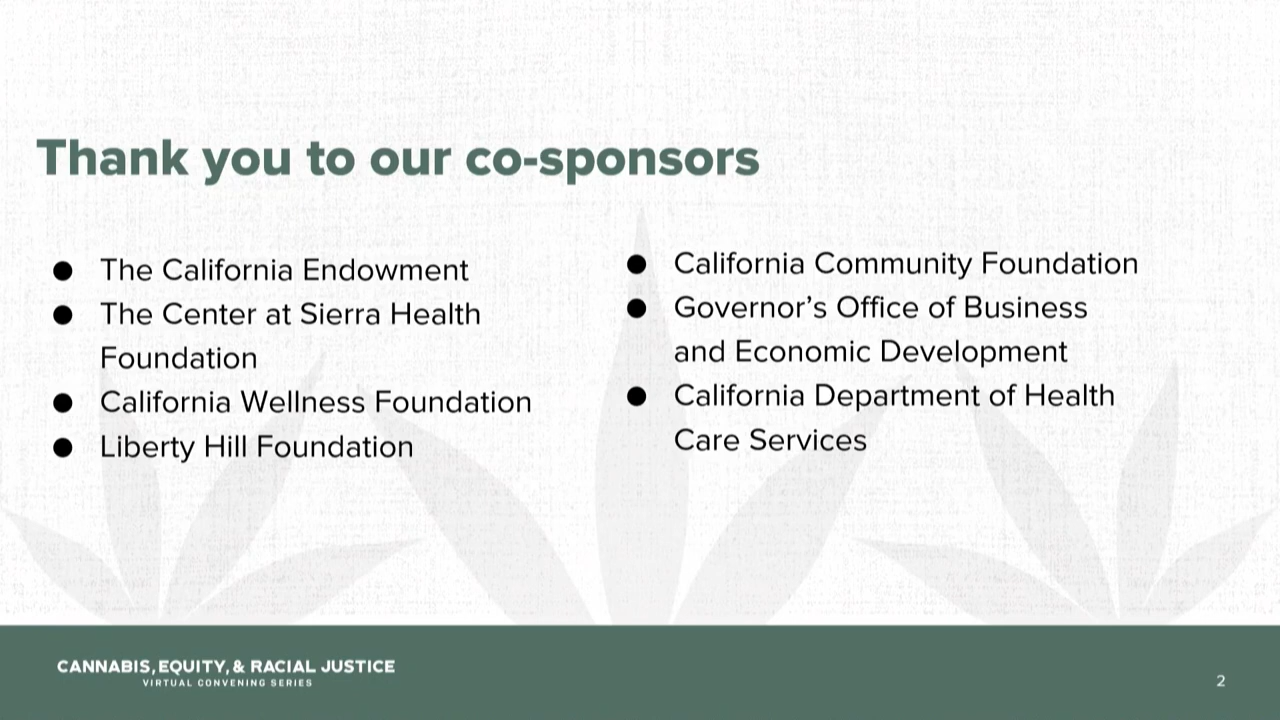 Thank you to our co-sponsors
● The California Endowment
● The Center at Sierra Health
Foundation
● California Wellness Foundation
● Liberty Hill Foundation
● California Community Foundation
● Governor’s Office of Business
and Economic Development
● California Department of Health
Care Services
CANNABIS, EQUITY, & RACIAL JUSTICE
VIRTUAL CONVENING SERIES
2